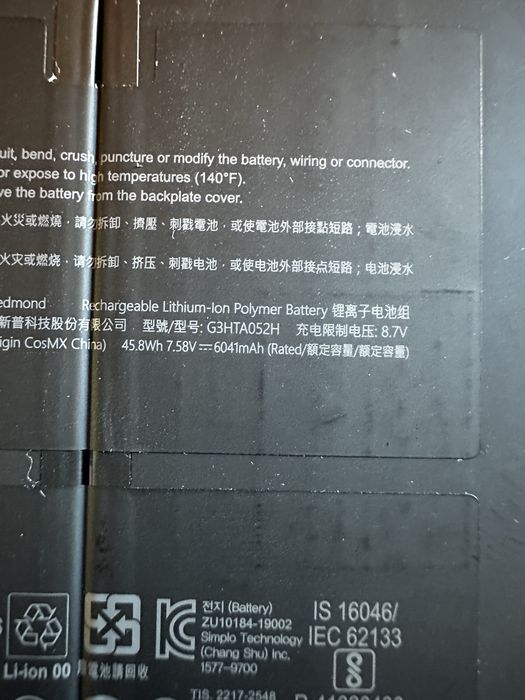 uit, bend, crush, puncture or modify the battery, wiring or connector.
or expose to high temperatures (140°F).
ve the battery from the backplate cover.
火災或燃燒，請勿拆卸、擠壓、刺戳電池，或使電池外部接點短路；電池浸水
火灾或燃烧，请勿拆卸、挤压、刺戳电池，或使电池外部接点短路；电池浸水
edmond Rechargeable Lithium-Ion Polymer Battery 锂离子电池组
新普科技股份有限公司 型號/型号: G3HTA052H 充电限制电压: 8.7V
igin CosMX China) 45.8Wh 7.58V⎓6041mAh (Rated/額定容量/额定容量)
전지 (Battery)
ZU10184-19002
Simplo Technology
(Chang Shu) Inc.
1577-9700
IS 16046/
IEC 62133
Li-ion 00
電池請回收
TIS. 2217-2548